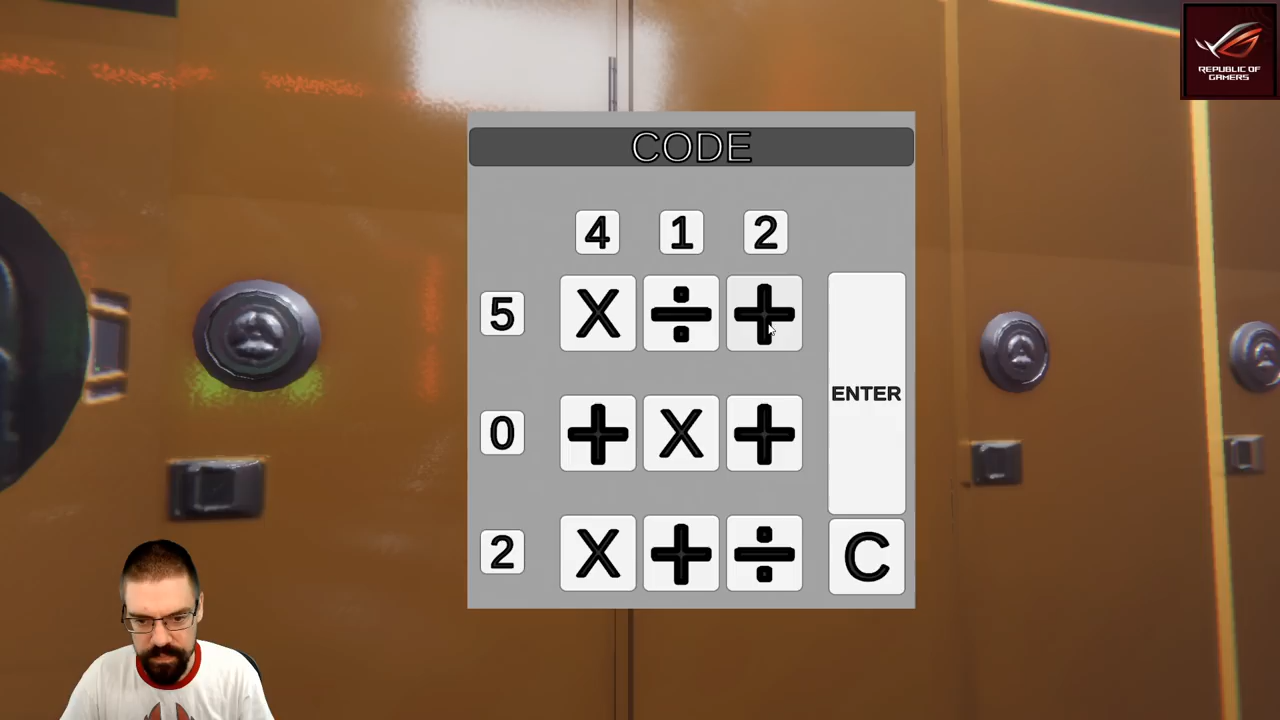 REPUBLIC OF
GAMERS
CODE
4 1 2
5 X ÷ +
0 + X +
ENTER
2 X + ÷ C